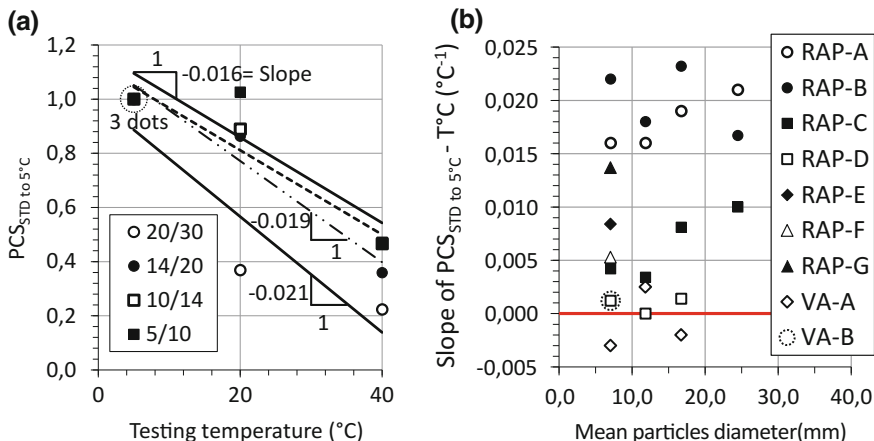 (a)
1,2
1,0
0,8
0,6
0,4
0,2
0,0
0
20
40
PCS STD to 5°C
Testing temperature (°C)
1
-0.016= Slope
3 dots
-0.019
1
-0.021
1
20/30
14/20
10/14
5/10
(b)
0,025
0,020
0,015
0,010
0,005
0,000
-0,005
0,0
10,0
20,0
30,0
40,0
Slope of PCS STD to 5°C - T°C (°C-1)
Mean particles diameter(mm)
RAP-A
RAP-B
RAP-C
RAP-D
RAP-E
RAP-F
RAP-G
VA-A
VA-B